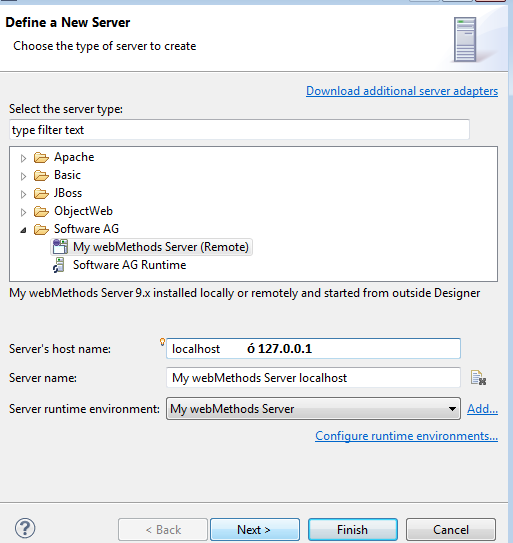 Define a New Server
Choose the type of server to create
Download additional server adapters
Select the server type:
type filter text
Apache
Basic
JBoss
ObjectWeb
Software AG
My webMethods Server (Remote)
Software AG Runtime
My webMethods Server 9.x installed locally or remotely and started from outside Designer
Server's host name: localhost ó 127.0.0.1
Server name: My webMethods Server localhost
Server runtime environment: My webMethods Server Add...
Configure runtime environments...
? < Back Next > Finish Cancel